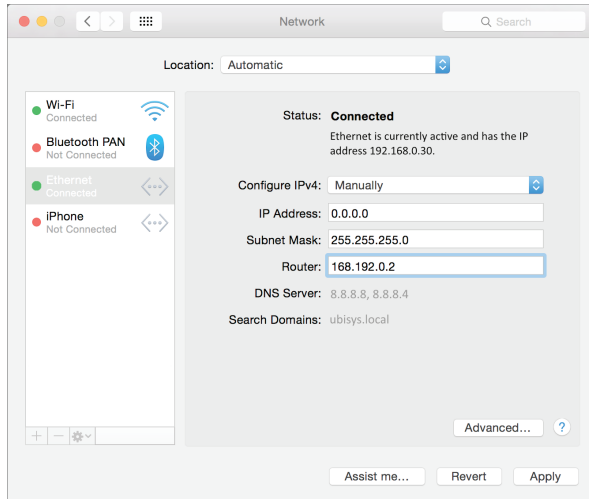 Network
Search
Location: Automatic
Wi-Fi
Connected
Bluetooth PAN
Not Connected
Ethernet
Connected
iPhone
Not Connected
Status: Connected
Ethernet is currently active and has the IP
address 192.168.0.30.
Configure IPv4: Manually
IP Address: 0.0.0.0
Subnet Mask: 255.255.255.0
Router: 168.192.0.2
DNS Server: 8.8.8.8, 8.8.8.4
Search Domains: ubisys.local
Advanced... ?
Assist me... Revert Apply